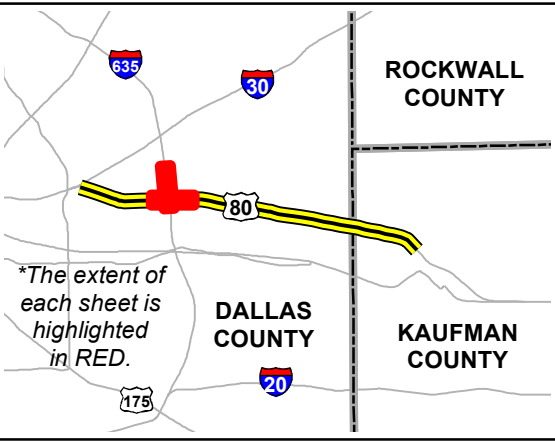 635
30
ROCKWALL
COUNTY
80
*The extent of
each sheet is
highlighted
in RED.
DALLAS
COUNTY
KAUFMAN
COUNTY
20
175